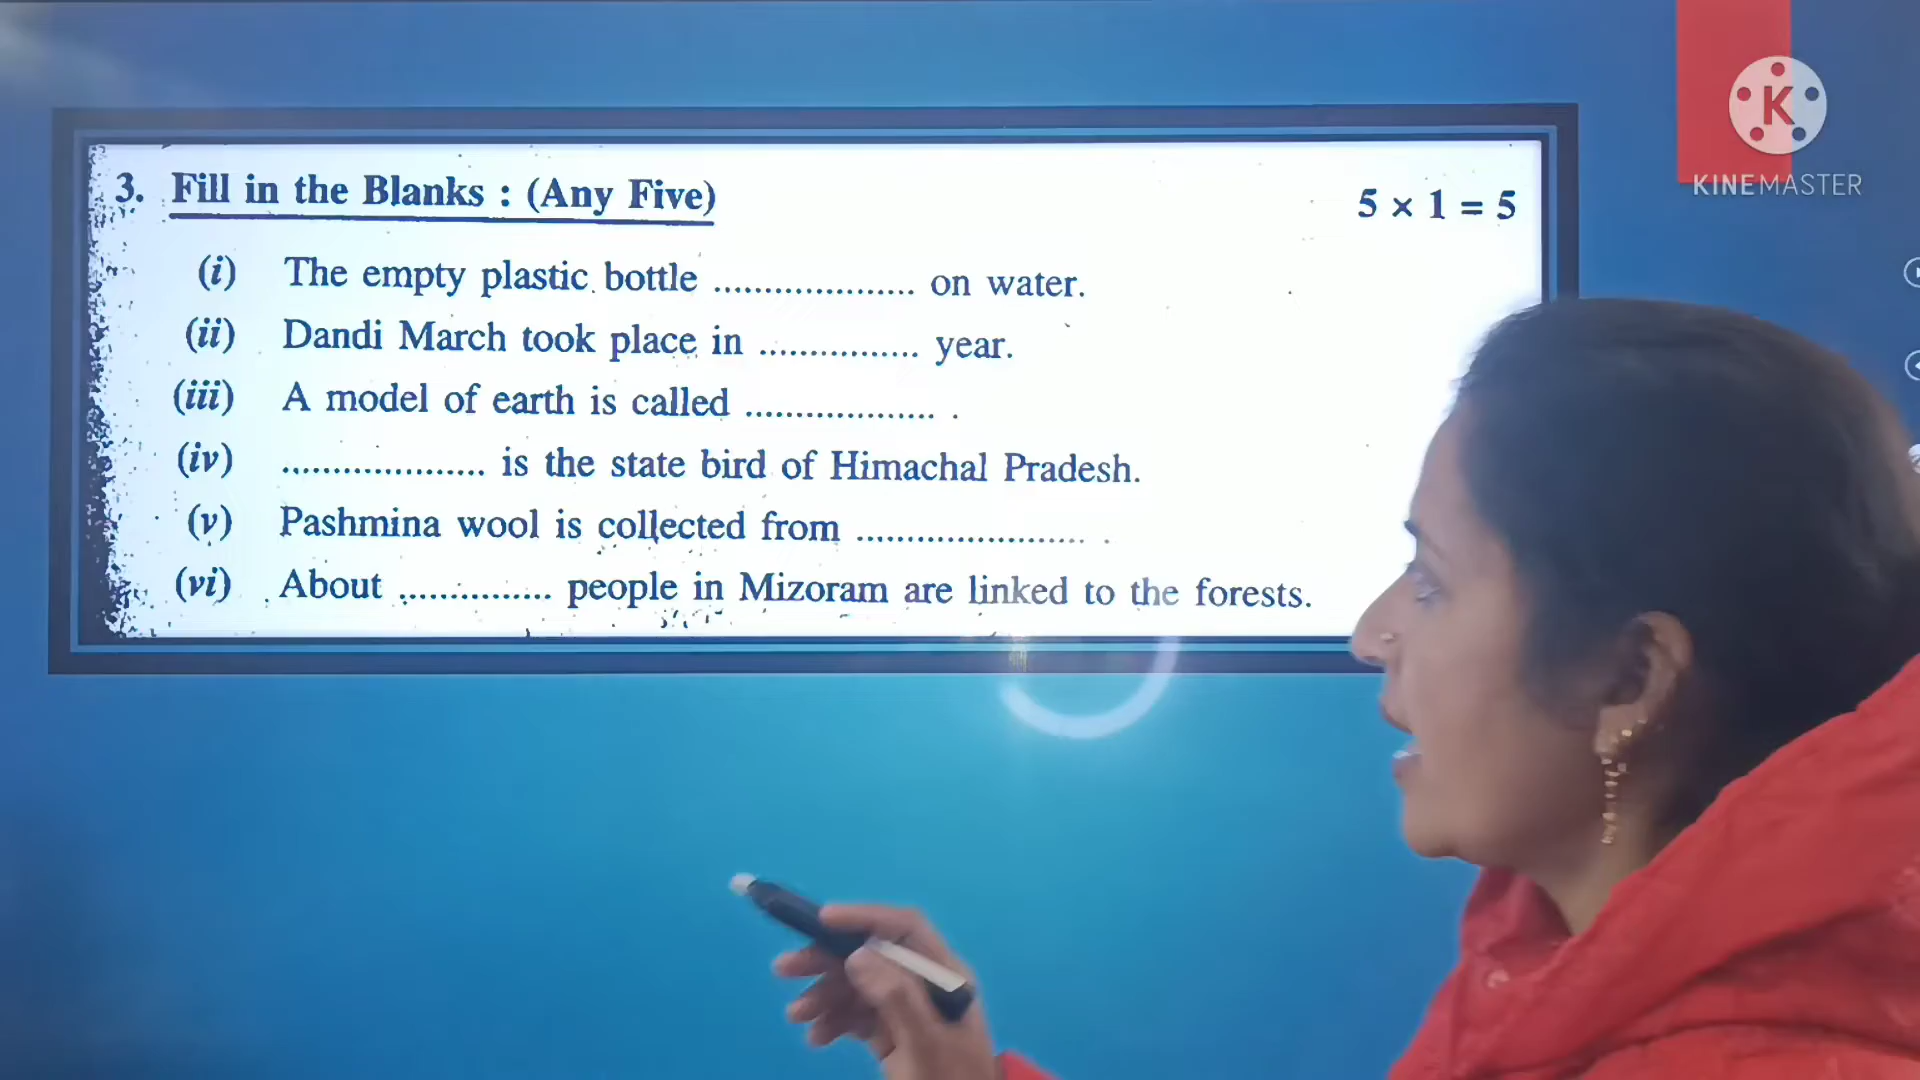 KINEMASTER
3. Fill in the Blanks : (Any Five) 5 × 1 = 5
(i) The empty plastic bottle .................... on water.
(ii) Dandi March took place in ................ year.
(iii) A model of earth is called ................... .
(iv) .................... is the state bird of Himachal Pradesh.
(v) Pashmina wool is collected from ...................... .
(vi) About ............... people in Mizoram are linked to the forests.